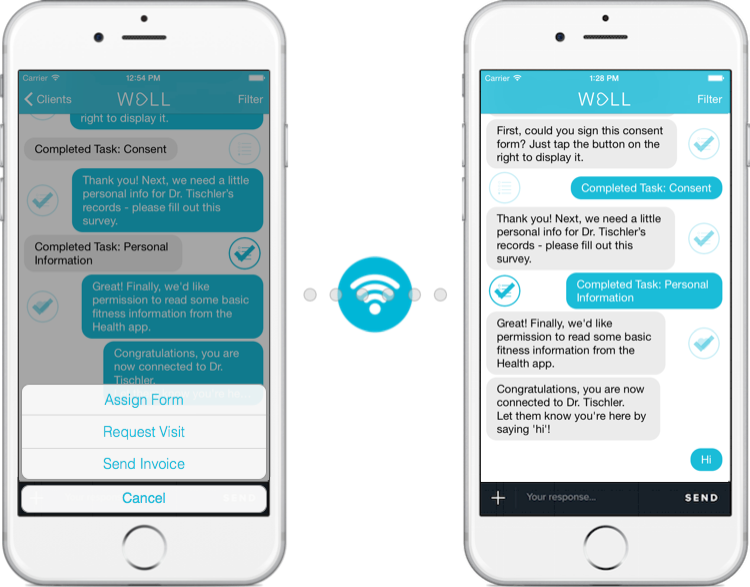 Carrier
12:54 PM
Clients
WELL
Filter
right to display it.
Completed Task: Consent
Thank you! Next, we need a little
personal info for Dr. Tischler's
records - please fill out this
survey.
Completed Task: Personal
Information
Great! Finally, we'd like
permission to read some basic
fitness information from the
Health app.
Congratulations, you are
now connected to Dr.
Tischler.
Assign Form
Request Visit
Send Invoice
Cancel
SEND
Carrier
1:28 PM
WELL
Filter
First, could you sign this consent
form? Just tap the button on the
right to display it.
Completed Task: Consent
Thank you! Next, we need a little
personal info for Dr. Tischler's
records - please fill out this
survey.
Completed Task: Personal
Information
Great! Finally, we'd like
permission to read some basic
fitness information from the
Health app.
Congratulations, you are now
connected to Dr. Tischler.
Let them know you're here by
saying 'hi'!
Hi
Your response...
SEND